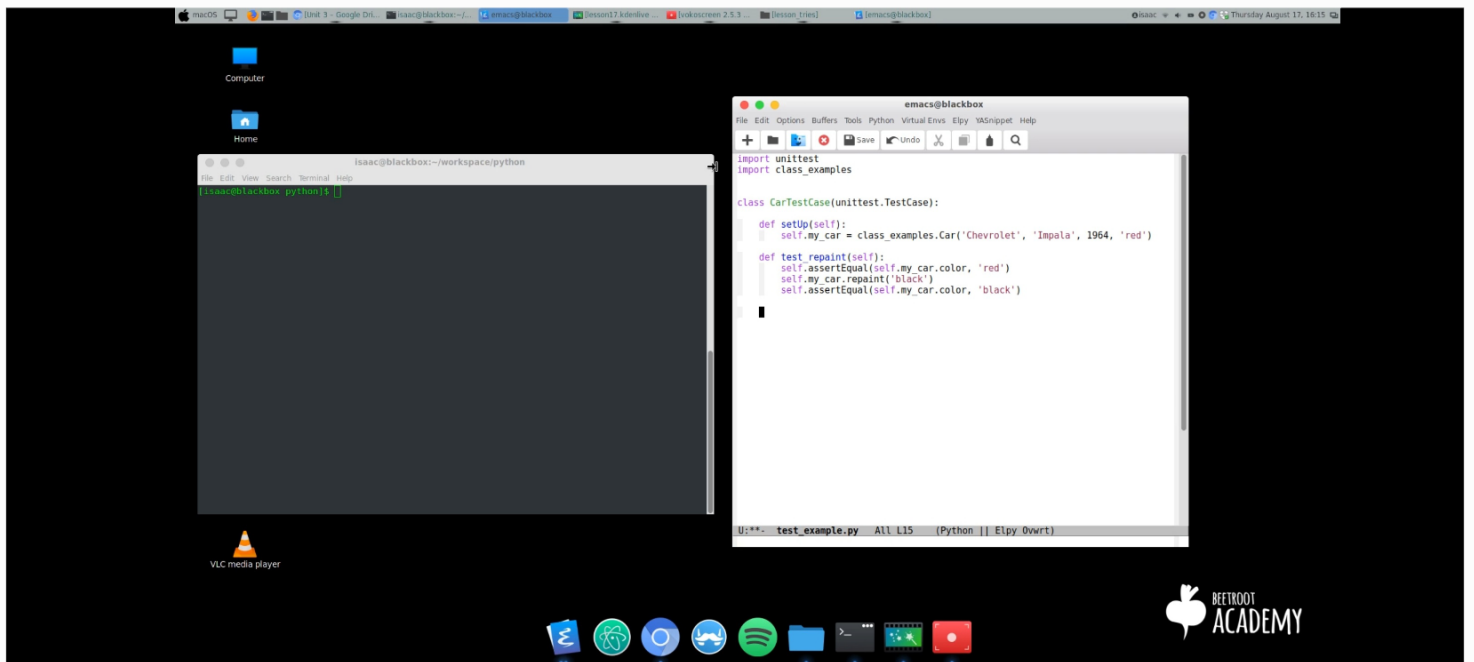 macOS [Unit 3 - Google Dri... isaac@blackbox:~/... emacs@blackbox [lesson17.kdenlive ... [vokoscreen 2.5.3 ... [lesson_tries] [emacs@blackbox] isaac Thursday August 17, 16:15
Computer
Home
isaac@blackbox:~/workspace/python
File Edit View Search Terminal Help
[isaac@blackbox python]$
VLC media player
emacs@blackbox
File Edit Options Buffers Tools Python Virtual Envs Elpy YASnippet Help
Save Undo
import unittest
import class_examples
class CarTestCase(unittest.TestCase):
def setUp(self):
self.my_car = class_examples.Car('Chevrolet', 'Impala', 1964, 'red')
def test_repaint(self):
self.assertEqual(self.my_car.color, 'red')
self.my_car.repaint('black')
self.assertEqual(self.my_car.color, 'black')
U:**- test_example.py All L15 (Python || Elpy Ovwrt)
BEETROOT
ACADEMY